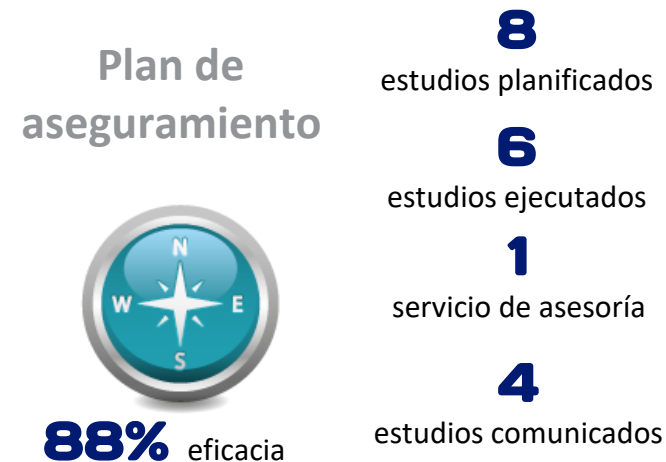 Plan de
aseguramiento
N
W E
S
88% eficacia
8
estudios planificados
6
estudios ejecutados
1
servicio de asesoría
4
estudios comunicados